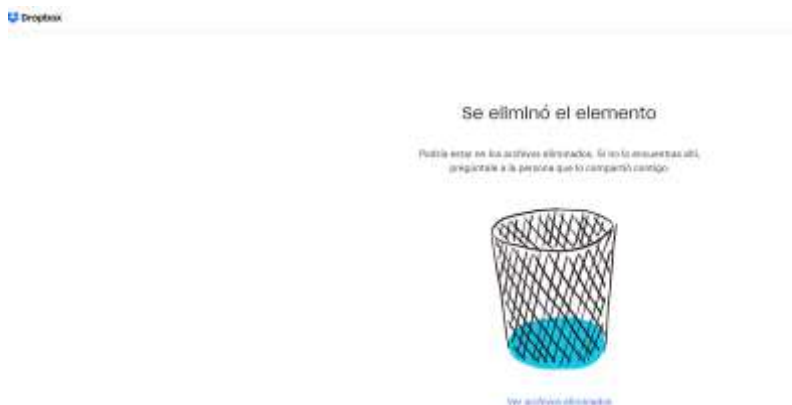 Dropbox
Se eliminó el elemento
Podría estar en los archivos eliminados. Si no lo encuentras allí,
pregúntale a la persona que lo compartió contigo
Ver archivos eliminados